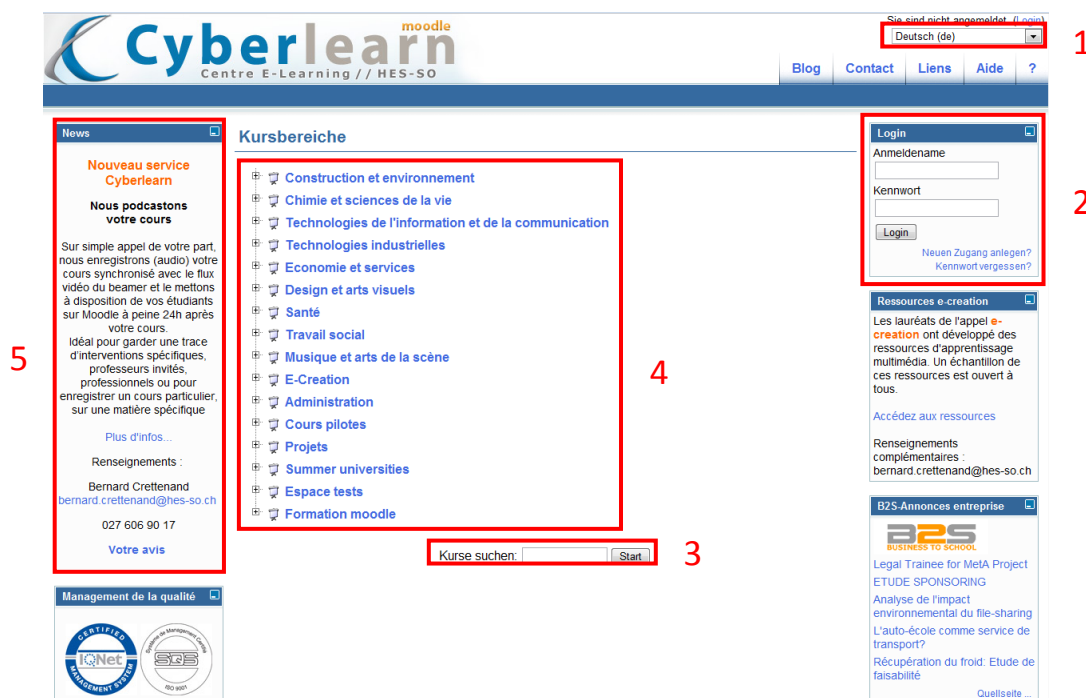 moodle
Cyberlearn
Centre E-Learning // HES-SO
Sie sind nicht angemeldet. (Login)
Deutsch (de)
1
Blog Contact Liens Aide ?
News
Nouveau service
Cyberlearn
Nous podcastons
votre cours
Sur simple appel de votre part,
nous enregistrons (audio) votre
cours synchronisé avec le flux
vidéo du beamer et le mettons
à disposition de vos étudiants
sur Moodle à peine 24h après
votre cours.
Idéal pour garder une trace
d'interventions spécifiques,
professeurs invités,
professionnels ou pour
enregistrer un cours particulier,
sur une matière spécifique
Plus d'infos...
Renseignements :
Bernard Crettenand
bernard.crettenand@hes-so.ch
027 606 90 17
Votre avis
5
Management de la qualité
CERTIFIED
IQNet
MANAGEMENT SYSTEM
Système de Management Certifié
SQS
ISO 9001
Kursbereiche
Construction et environnement
Chimie et sciences de la vie
Technologies de l'information et de la communication
Technologies industrielles
Economie et services
Design et arts visuels
Santé
Travail social
Musique et arts de la scène
E-Creation
Administration
Cours pilotes
Projets
Summer universities
Espace tests
Formation moodle
4
Kurse suchen: Start
3
Login
Anmeldename
Kennwort
Login
Neuen Zugang anlegen?
Kennwort vergessen?
2
Ressources e-creation
Les lauréats de l'appel e-
creation ont développé des
ressources d'apprentissage
multimédia. Un échantillon de
ces ressources est ouvert à
tous.
Accédez aux ressources
Renseignements
complémentaires :
bernard.crettenand@hes-so.ch
B2S-Annonces entreprise
B2S
BUSINESS TO SCHOOL
Legal Trainee for MetA Project
ETUDE SPONSORING
Analyse de l'impact
environnemental du file-sharing
L'auto-école comme service de
transport?
Récupération du froid: Etude de
faisabilité
Quellseite ...